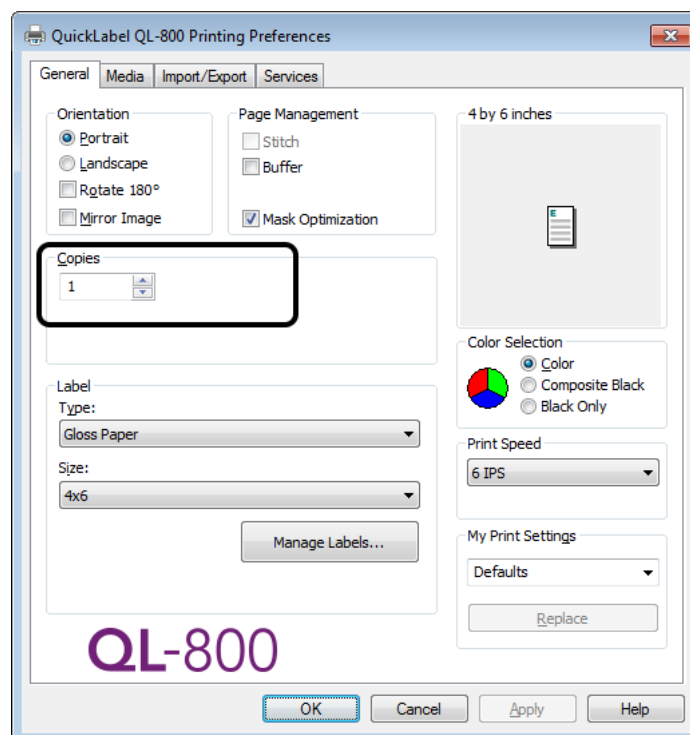 QuickLabel QL-800 Printing Preferences
General Media Import/Export Services
Orientation
Portrait
Landscape
Rotate 180°
Mirror Image
Page Management
Stitch
Buffer
Mask Optimization
4 by 6 inches
E
Copies
1
Color Selection
Color
Composite Black
Black Only
Label
Type:
Gloss Paper
Size:
4x6
Manage Labels...
Print Speed
6 IPS
My Print Settings
Defaults
Replace
QL-800
OK Cancel Apply Help